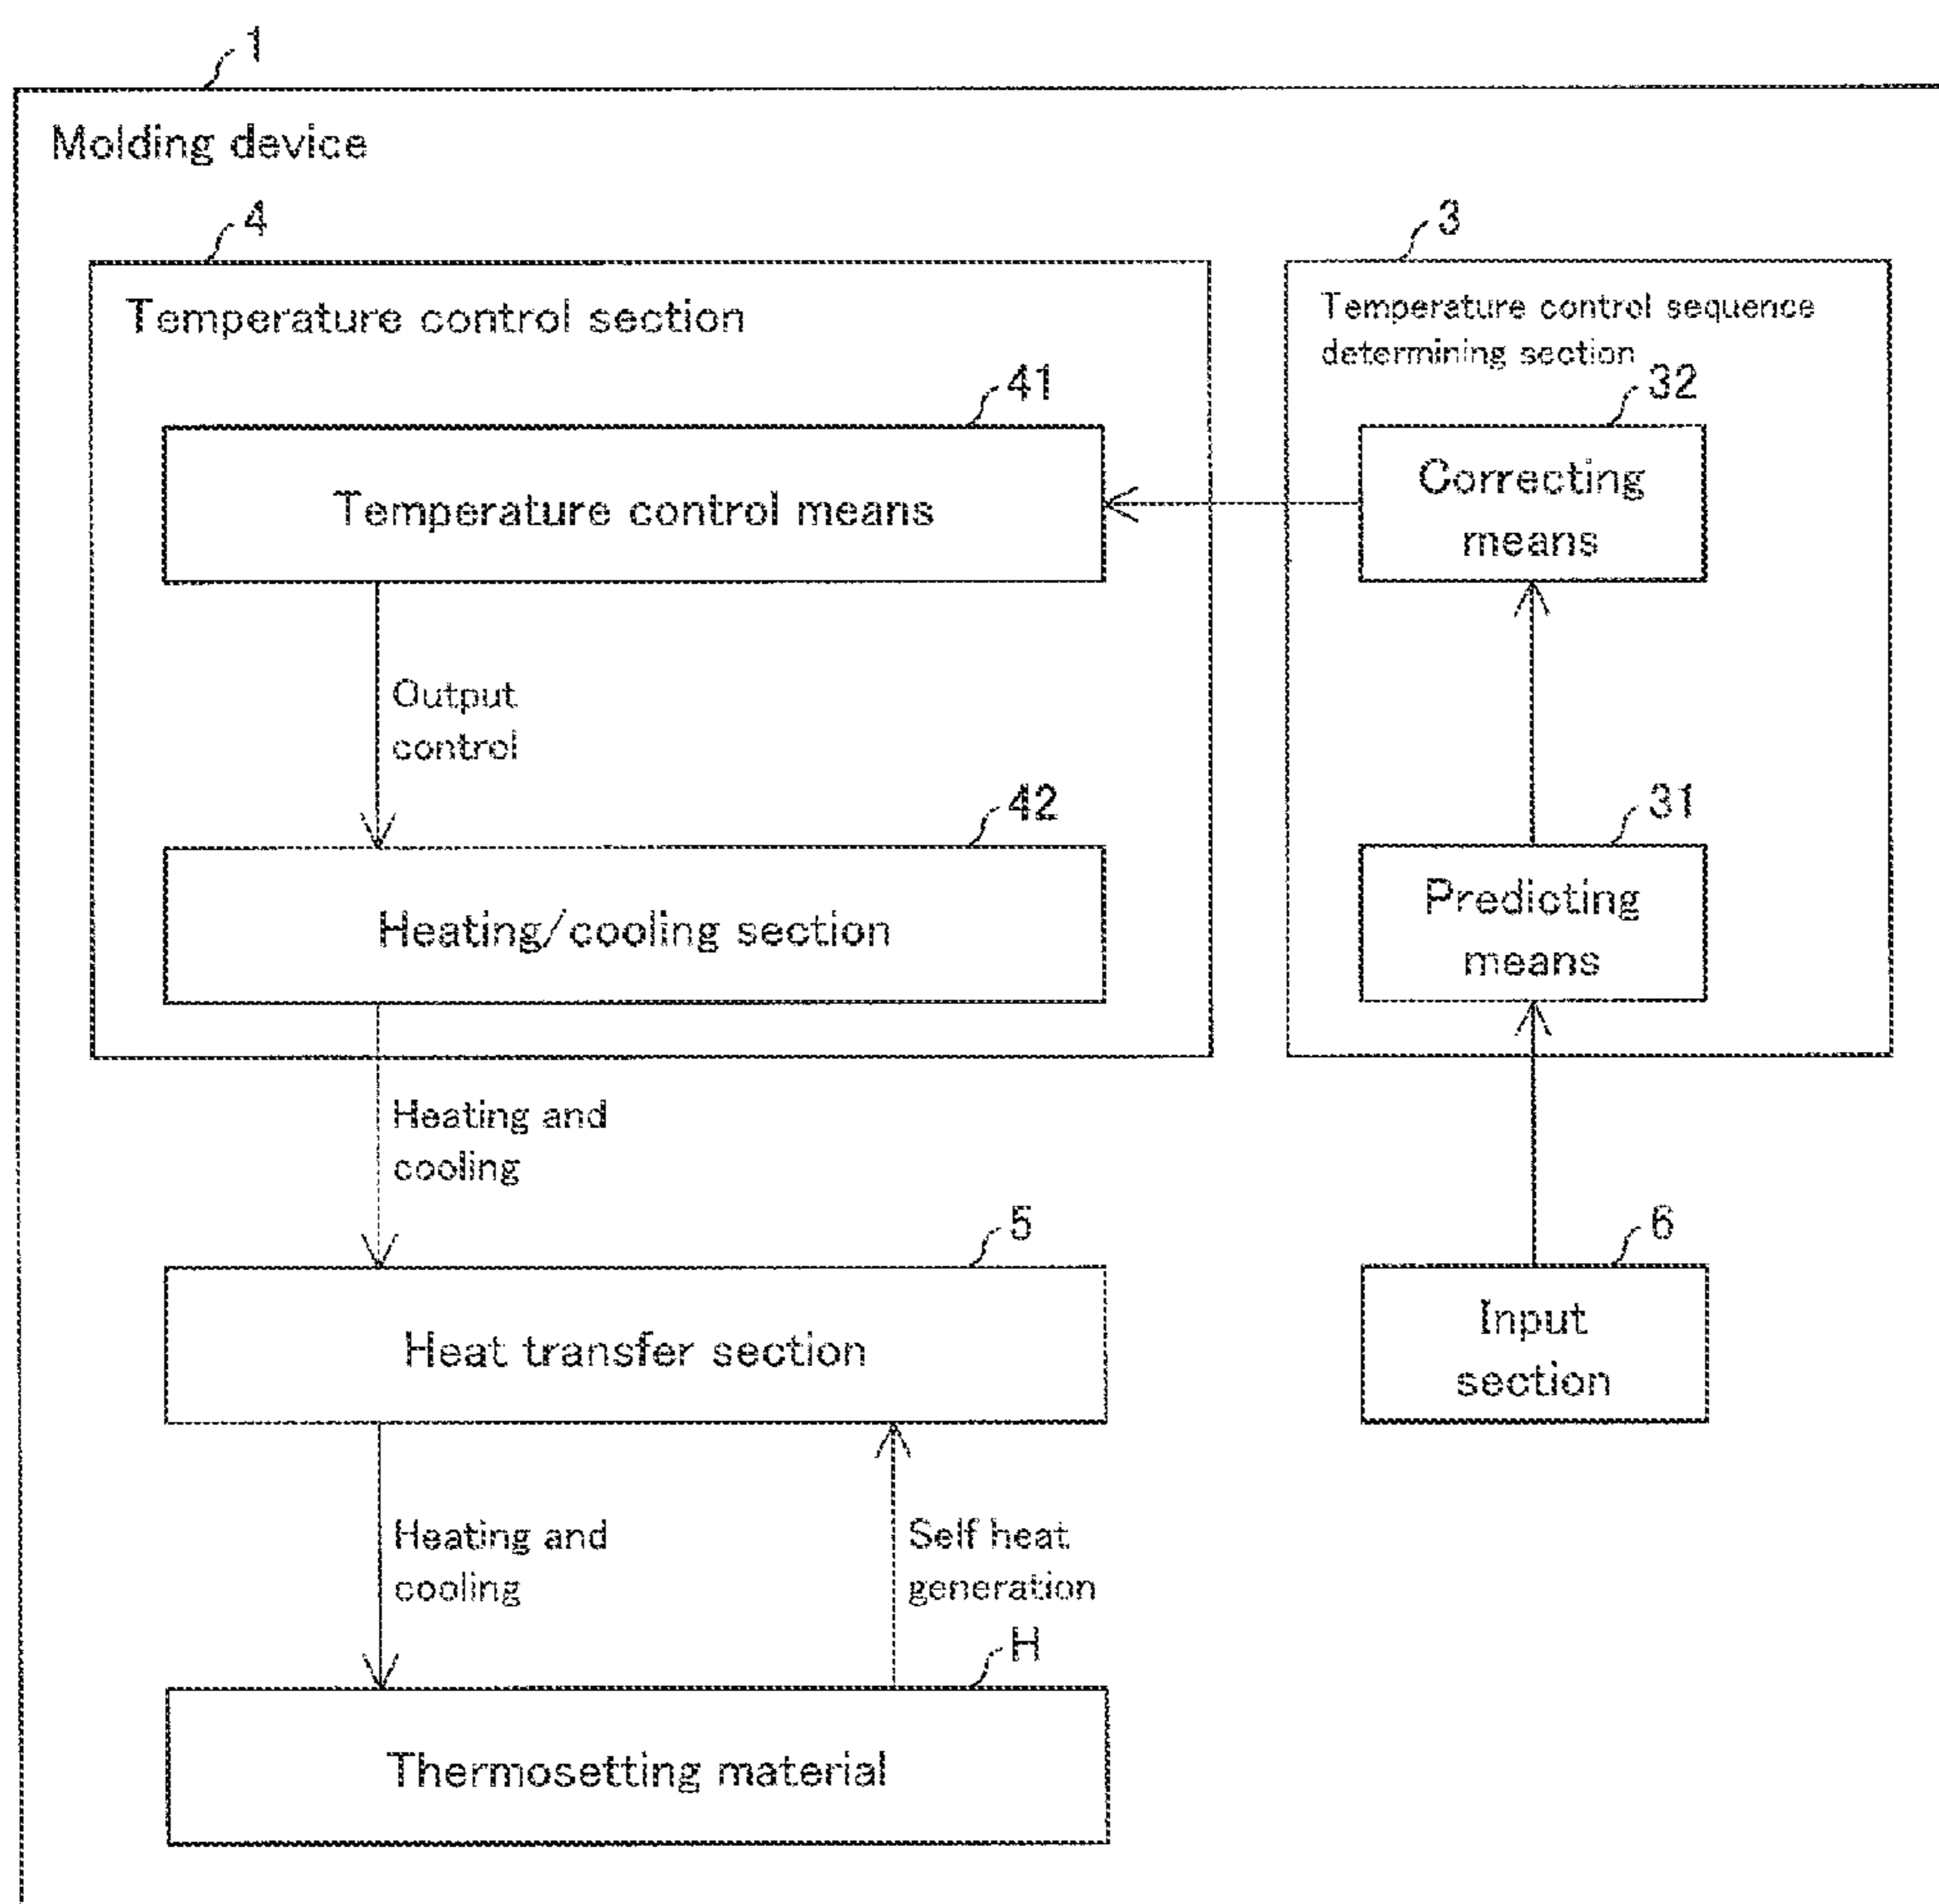 1
Molding device
4
Temperature control section
3
Temperature control sequence
determining section
41
Temperature control means
32
Correcting
means
Output
control
42
Heating/cooling section
31
Predicting
means
Heating and
cooling
5
Heat transfer section
6
Input
section
Heating and
cooling
Self heat
generation
H
Thermosetting material